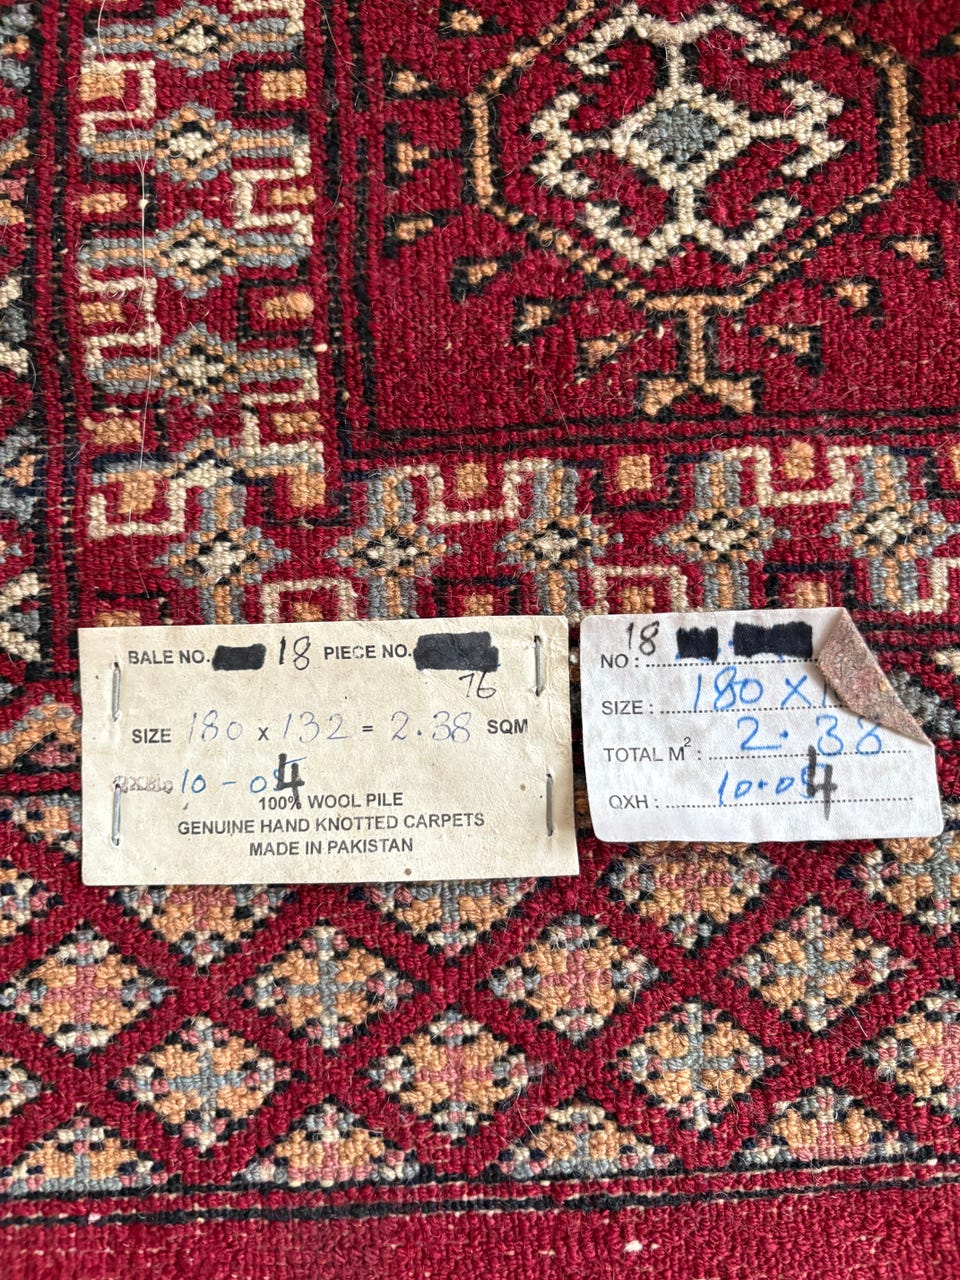 BALE NO. 18 PIECE NO.
76
SIZE 180 x 132 = 2.38 SQM
10-04
100% WOOL PILE
GENUINE HAND KNOTTED CARPETS
MADE IN PAKISTAN
18
NO :
SIZE : 180 X 1
TOTAL M² : 2.38
QXH : 10.04